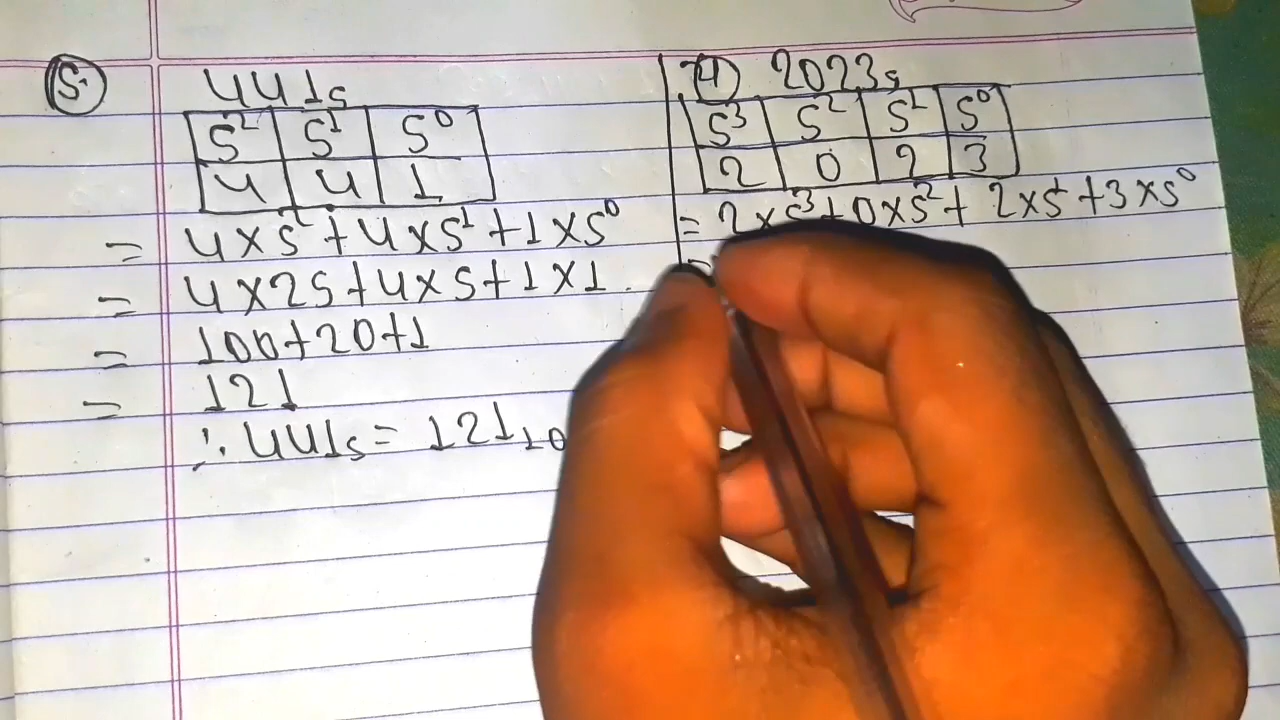 5.
441₅
5² 5¹ 5⁰
4 4 1
= 4×5²+4×5¹+1×5⁰
= 4×25+4×5+1×1
= 100+20+1
= 121
∴ 441₅ = 121₁₀
2023₅
5³ 5² 5¹ 5⁰
2 0 2 3
= 2×5³+0×5²+2×5¹+3×5⁰